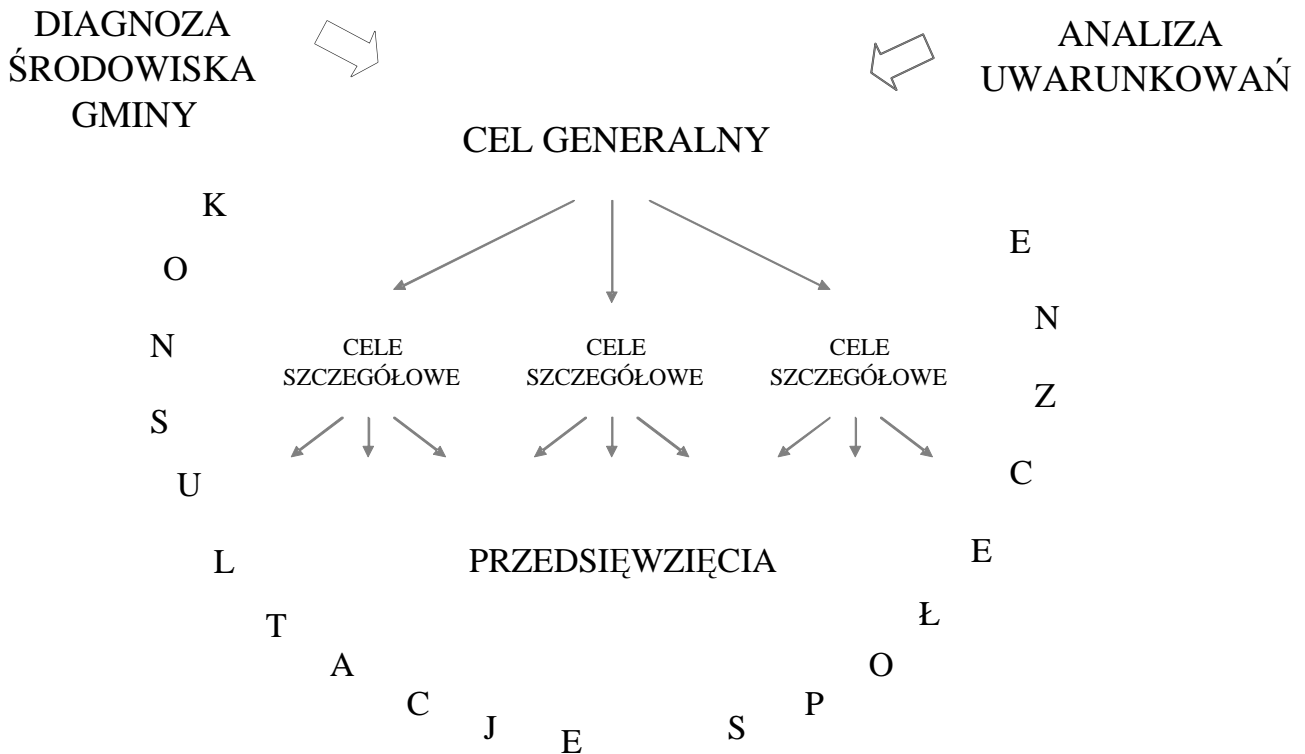 DIAGNOZA
ŚRODOWISKA
GMINY
ANALIZA
UWARUNKOWAŃ
CEL GENERALNY
CELE
SZCZEGÓŁOWE
CELE
SZCZEGÓŁOWE
CELE
SZCZEGÓŁOWE
PRZEDSIĘWZIĘCIA
KONSULTACJE SPOŁECZNE